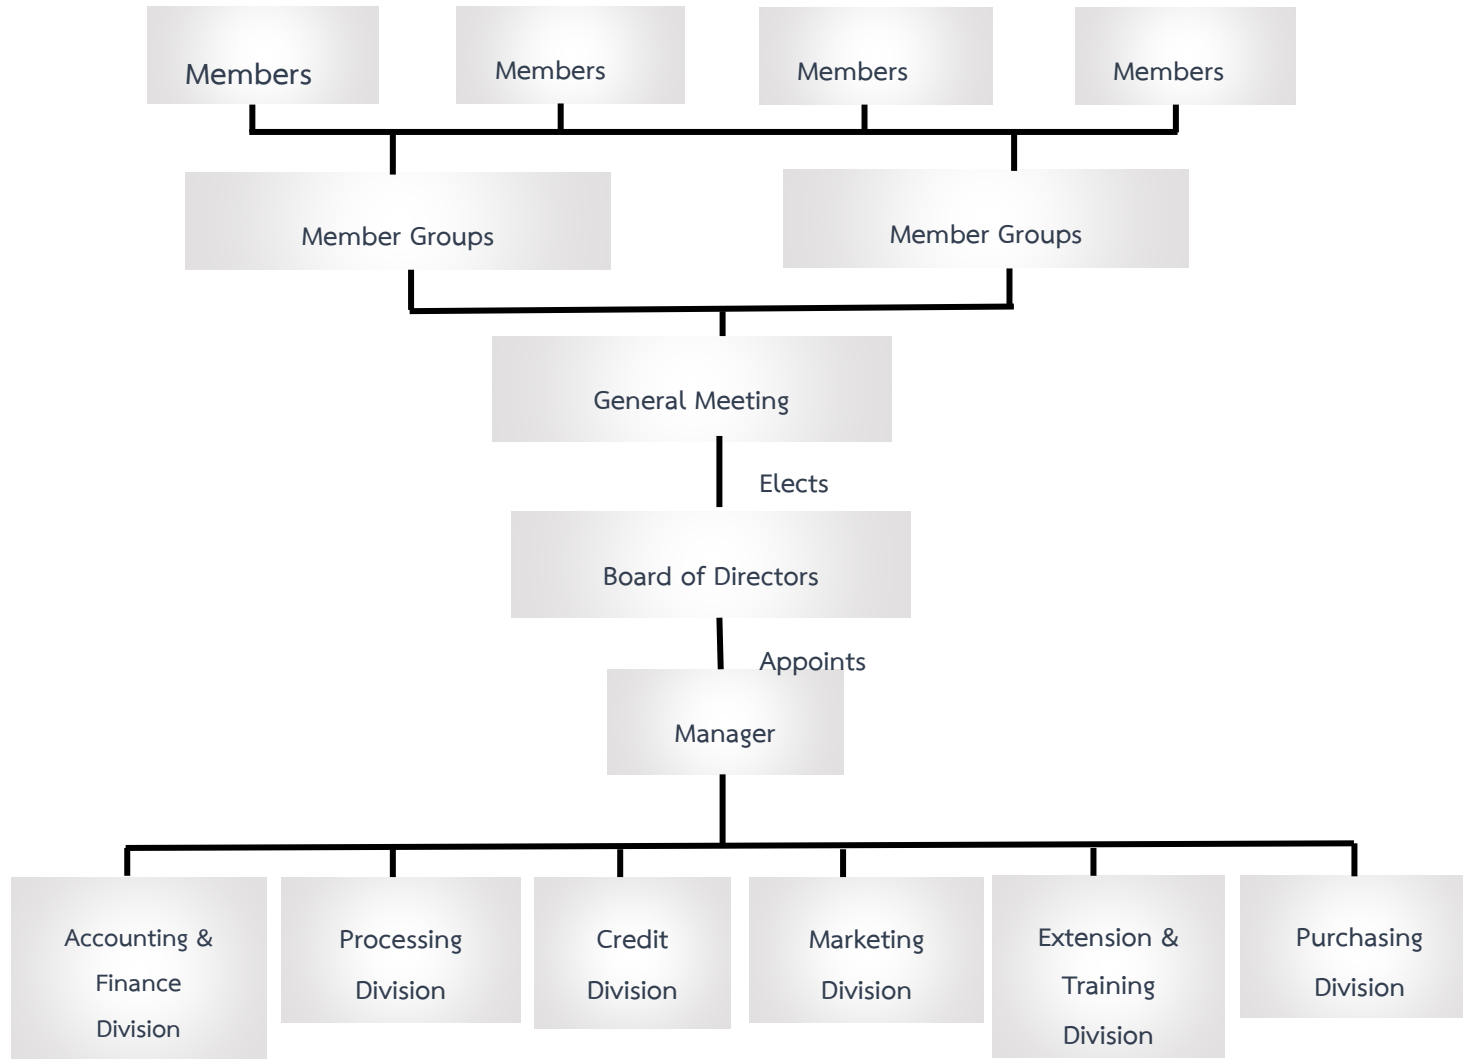 Members
Members
Members
Members
Member Groups
Member Groups
General Meeting
Elects
Board of Directors
Appoints
Manager
Accounting &
Finance
Division
Processing
Division
Credit
Division
Marketing
Division
Extension &
Training
Division
Purchasing
Division